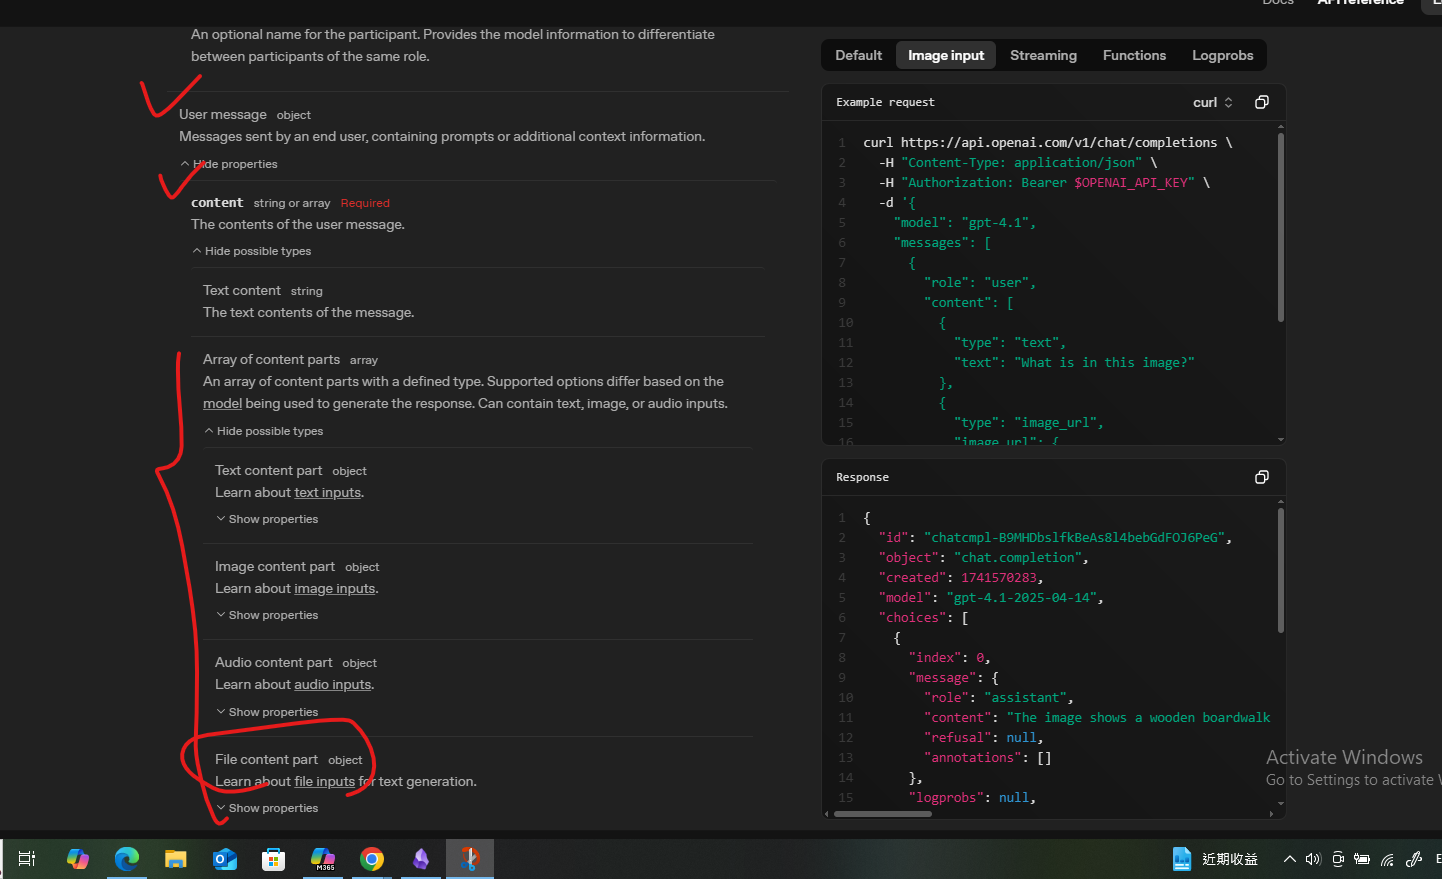 Docs API reference
An optional name for the participant. Provides the model information to differentiate
between participants of the same role.
User message object
Messages sent by an end user, containing prompts or additional context information.
Hide properties
content string or array Required
The contents of the user message.
Hide possible types
Text content string
The text contents of the message.
Array of content parts array
An array of content parts with a defined type. Supported options differ based on the
model being used to generate the response. Can contain text, image, or audio inputs.
Hide possible types
Text content part object
Learn about text inputs.
Show properties
Image content part object
Learn about image inputs.
Show properties
Audio content part object
Learn about audio inputs.
Show properties
File content part object
Learn about file inputs for text generation.
Show properties
Default Image input Streaming Functions Logprobs
Example request curl
1 curl https://api.openai.com/v1/chat/completions \
2 -H "Content-Type: application/json" \
3 -H "Authorization: Bearer $OPENAI_API_KEY" \
4 -d '{
5 "model": "gpt-4.1",
6 "messages": [
7 {
8 "role": "user",
9 "content": [
10 {
11 "type": "text",
12 "text": "What is in this image?"
13 },
14 {
15 "type": "image_url",
16 "image_url": {
Response
1 {
2 "id": "chatcmpl-B9MHDbslfkBeAs8l4bebGdFOJ6PeG",
3 "object": "chat.completion",
4 "created": 1741570283,
5 "model": "gpt-4.1-2025-04-14",
6 "choices": [
7 {
8 "index": 0,
9 "message": {
10 "role": "assistant",
11 "content": "The image shows a wooden boardwalk
12 "refusal": null,
13 "annotations": []
14 },
15 "logprobs": null,
Activate Windows
Go to Settings to activate W
M365
近期收益
E